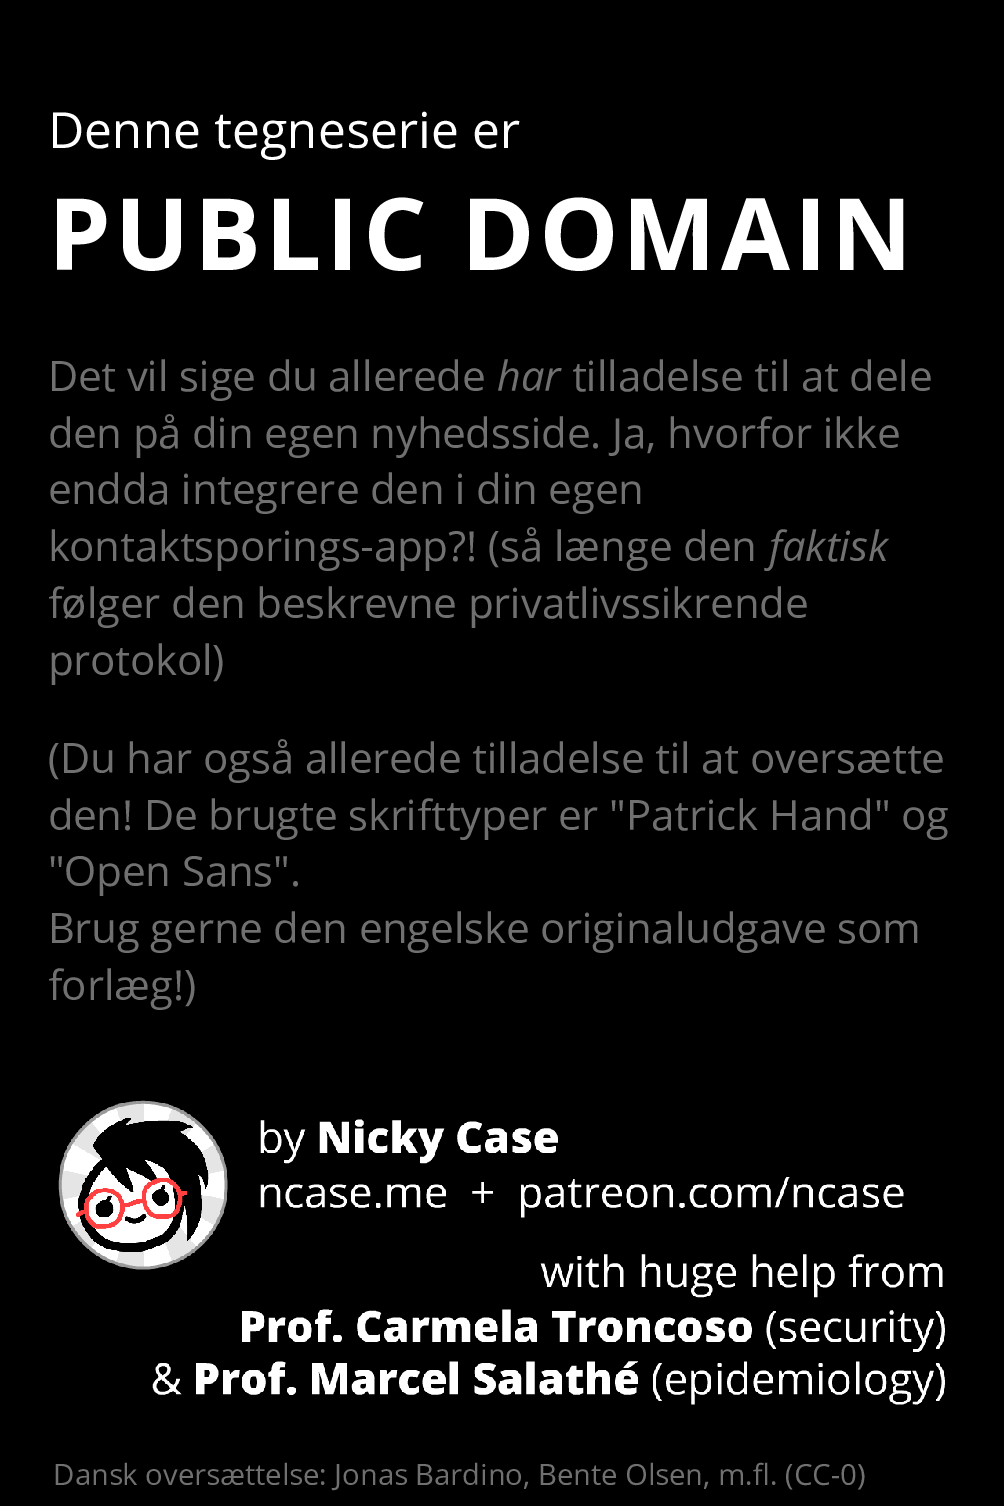 Denne tegneserie er
PUBLIC DOMAIN
Det vil sige du allerede har tilladelse til at dele
den på din egen nyhedsside. Ja, hvorfor ikke
endda integrere den i din egen
kontaktsporings-app?! (så længe den faktisk
følger den beskrevne privatlivssikrende
protokol)
(Du har også allerede tilladelse til at oversætte
den! De brugte skrifttyper er "Patrick Hand" og
"Open Sans".
Brug gerne den engelske originaludgave som
forlæg!)
by Nicky Case
ncase.me + patreon.com/ncase
with huge help from
Prof. Carmela Troncoso (security)
& Prof. Marcel Salathé (epidemiology)
Dansk oversættelse: Jonas Bardino, Bente Olsen, m.fl. (CC-0)